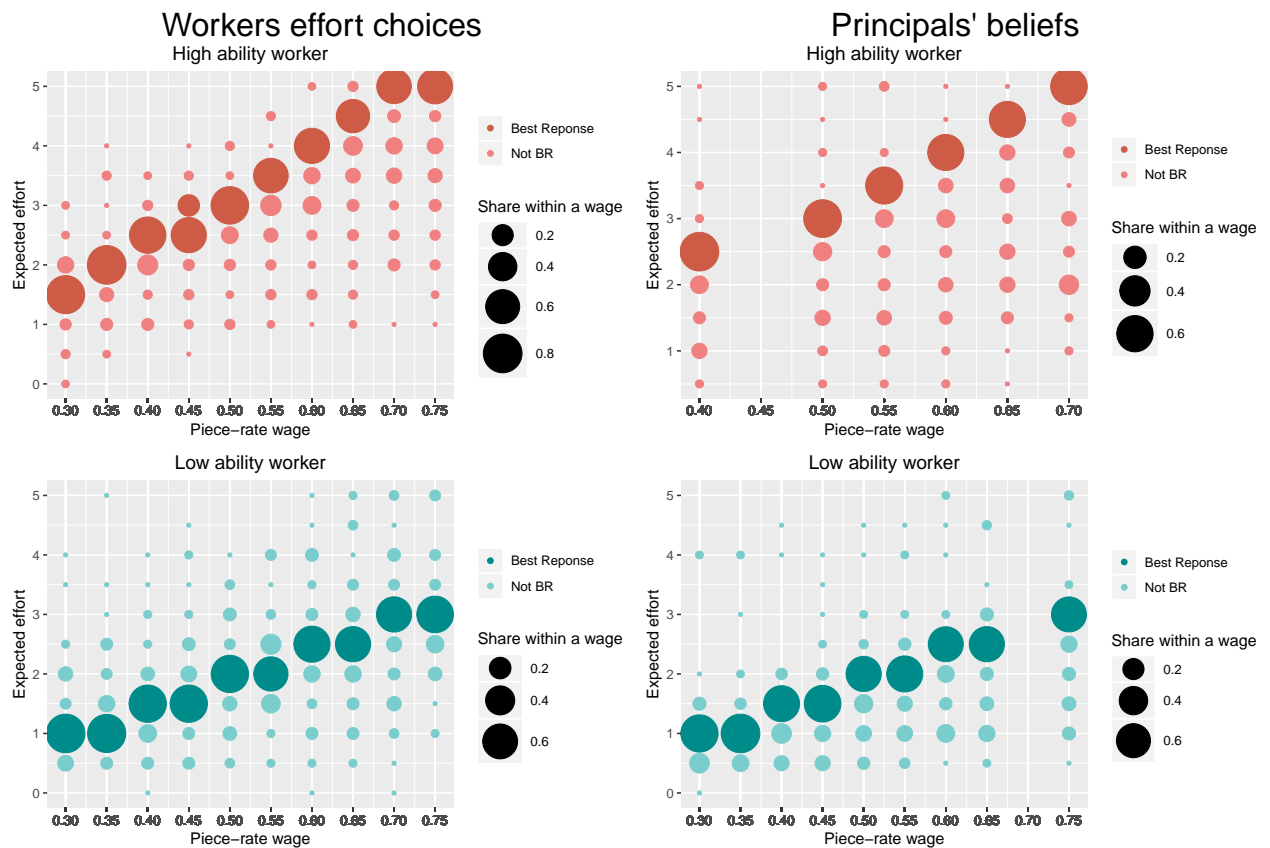 Workers effort choices
High ability worker
Expected effort
5
4
3
2
1
0
0.30 0.35 0.40 0.45 0.50 0.55 0.60 0.65 0.70 0.75
Piece−rate wage
Best Reponse
Not BR
Share within a wage
0.2
0.4
0.6
0.8
Principals' beliefs
High ability worker
Expected effort
5
4
3
2
1
0.40 0.45 0.50 0.55 0.60 0.65 0.70
Piece−rate wage
Best Reponse
Not BR
Share within a wage
0.2
0.4
0.6
Low ability worker
Expected effort
5
4
3
2
1
0
0.30 0.35 0.40 0.45 0.50 0.55 0.60 0.65 0.70 0.75
Piece−rate wage
Best Reponse
Not BR
Share within a wage
0.2
0.4
0.6
Low ability worker
Expected effort
5
4
3
2
1
0
0.30 0.35 0.40 0.45 0.50 0.55 0.60 0.65 0.70 0.75
Piece−rate wage
Best Reponse
Not BR
Share within a wage
0.2
0.4
0.6